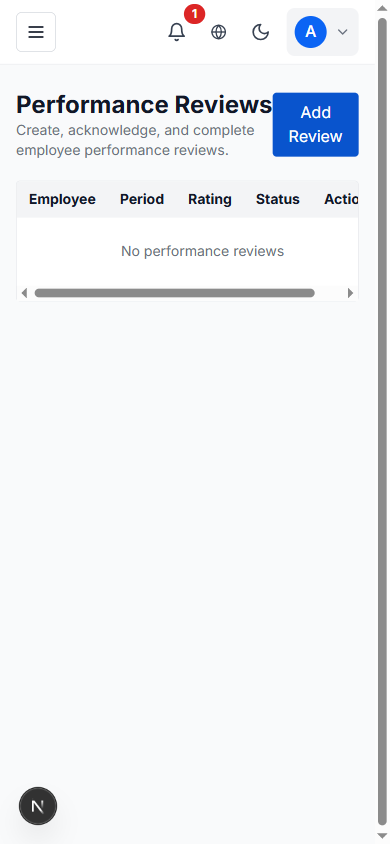 1
A
Performance Reviews
Create, acknowledge, and complete
employee performance reviews.
Add
Review
Employee Period Rating Status Actio
No performance reviews
N